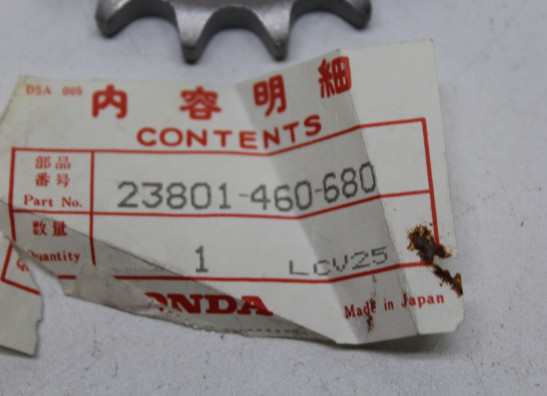 DSA 005
内容明細
CONTENTS
部品
番号
Part No.
23801-460-680
数量
Quantity
1 LCV25
HONDA
Made in Japan